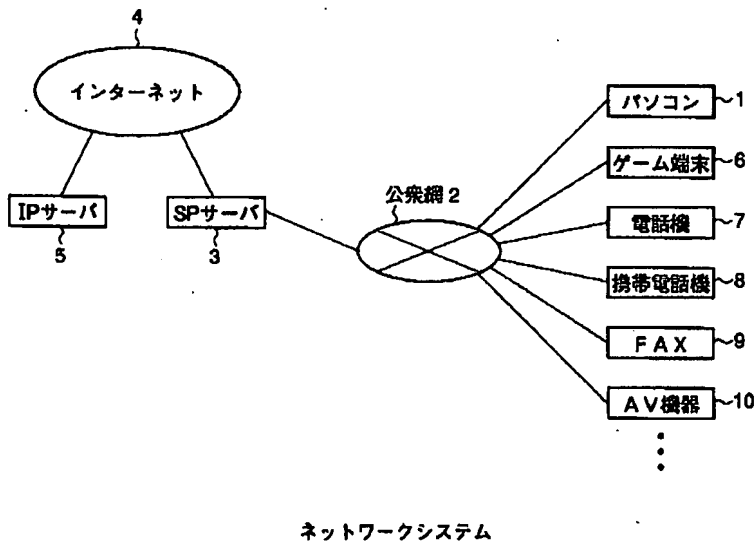 4
インターネット
IPサーバ
5
SPサーバ
3
公衆網2
パソコン
1
ゲーム端末
6
電話機
7
携帯電話機
8
FAX
9
AV機器
10
ネットワークシステム